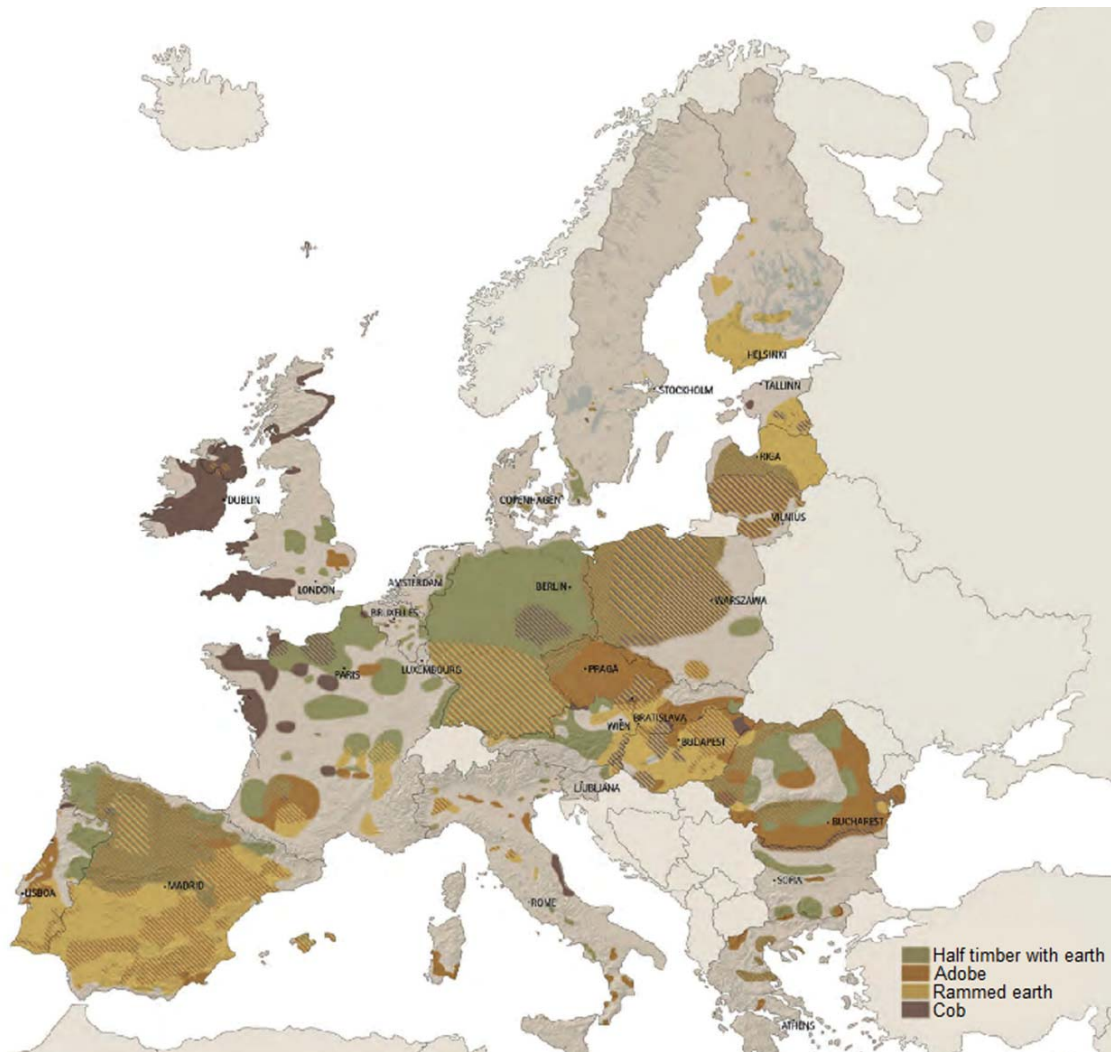 HELSINKI
TALLINN
STOCKHOLM
RIGA
COPENHAGEN
VILNIUS
DUBLIN
AMSTERDAM
BERLIN
LONDON
WARSZAWA
BRUXELLES
LUXEMBOURG
PRAGA
PARIS
BRATISLAVA
WIEN
BUDAPEST
LJUBLJANA
BUCHAREST
MADRID
SOFIA
LISBOA
ROME
ATHENS
Half timber with earth
Adobe
Rammed earth
Cob